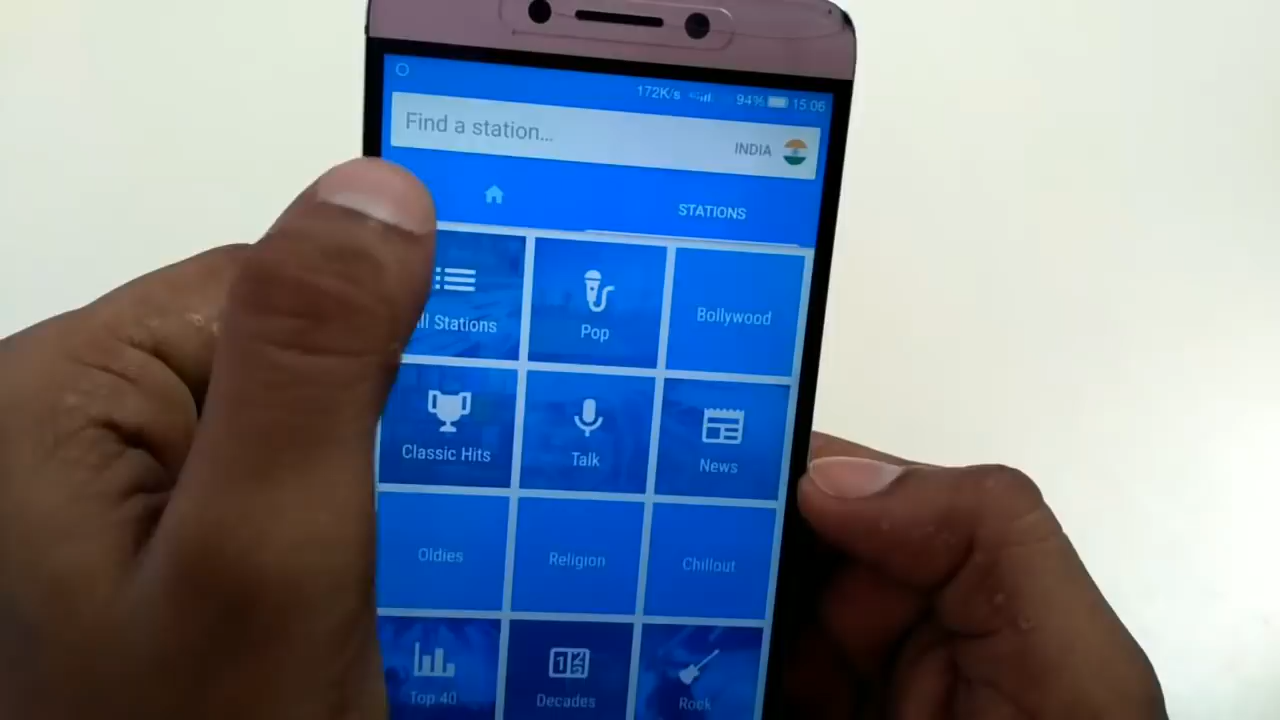 172K/s 94% 15:06
Find a station...
INDIA
STATIONS
ll Stations
Pop
Bollywood
Classic Hits
Talk
News
Oldies
Religion
Chillout
Top 40
Decades
Rock